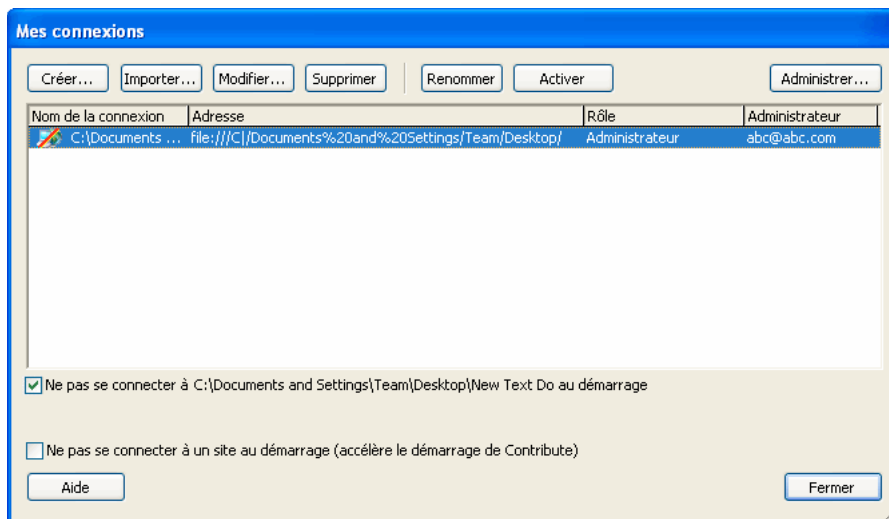 Mes connexions
Créer... Importer... Modifier... Supprimer Renommer Activer Administrer...
Nom de la connexion Adresse Rôle Administrateur
C:\Documents ... file:///C|/Documents%20and%20Settings/Team/Desktop/ Administrateur abc@abc.com
Ne pas se connecter à C:\Documents and Settings\Team\Desktop\New Text Do au démarrage
Ne pas se connecter à un site au démarrage (accélère le démarrage de Contribute)
Aide Fermer